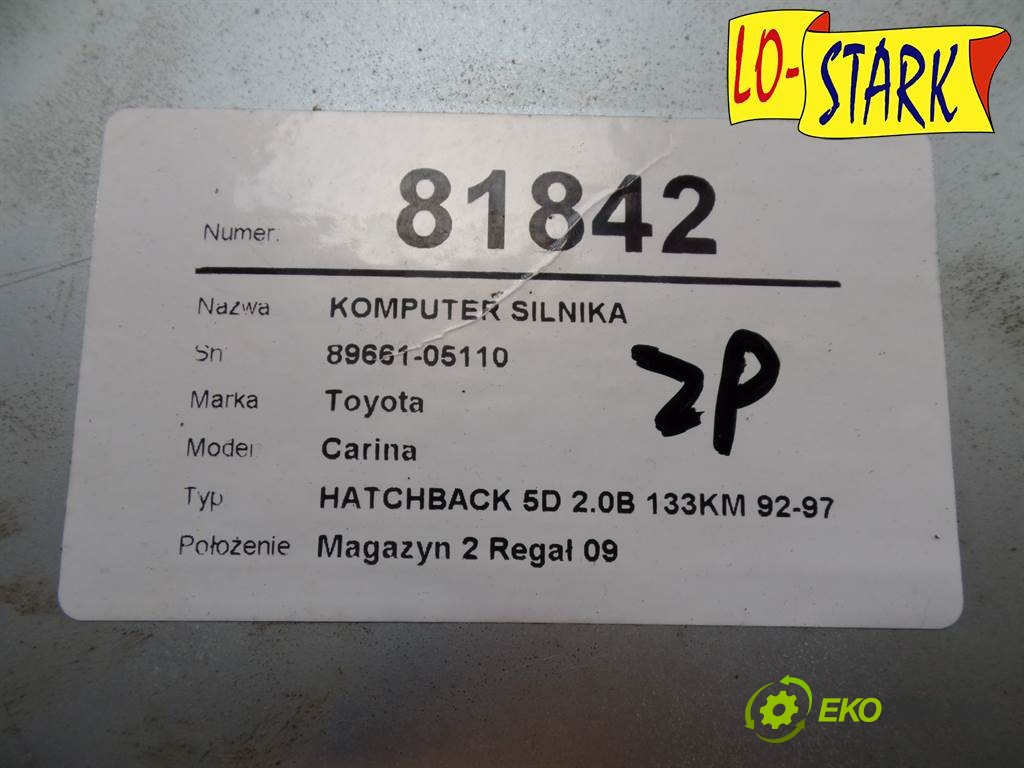 LO-STARK
Numer. 81842
Nazwa KOMPUTER SILNIKA
Sn 89661-05110
Marka Toyota
Model Carina
Typ HATCHBACK 5D 2.0B 133KM 92-97
Położenie Magazyn 2 Regał 09
ZP
EKO